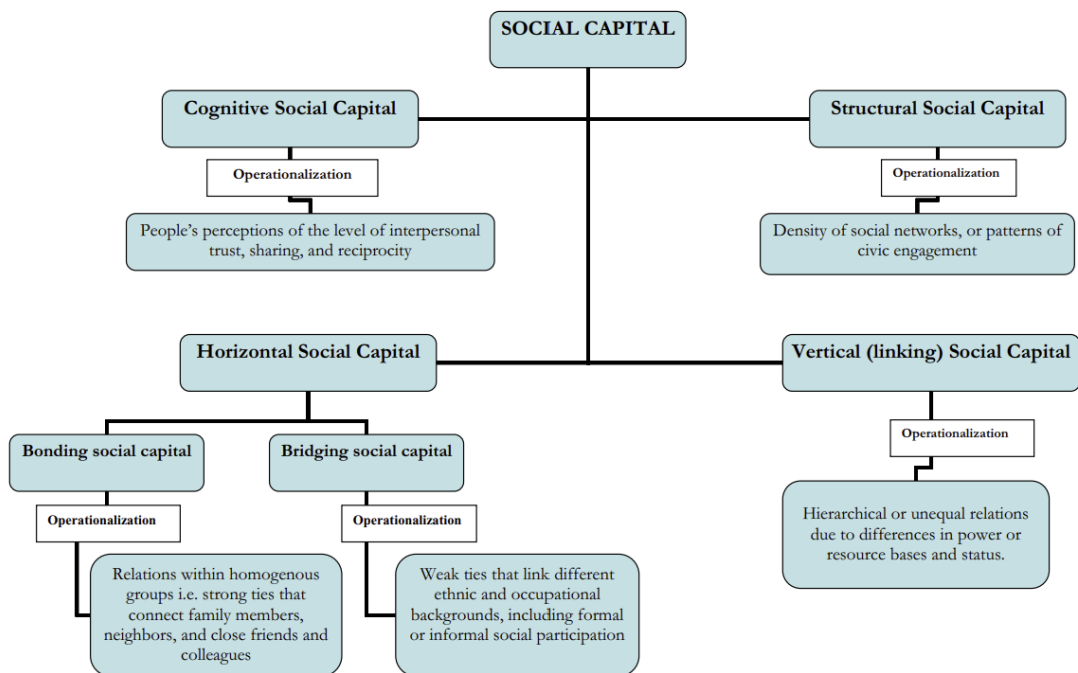 SOCIAL CAPITAL
Cognitive Social Capital
Structural Social Capital
Operationalization
Operationalization
People's perceptions of the level of interpersonal
trust, sharing, and reciprocity
Density of social networks, or patterns of
civic engagement
Horizontal Social Capital
Vertical (linking) Social Capital
Operationalization
Bonding social capital
Bridging social capital
Operationalization
Operationalization
Hierarchical or unequal relations
due to differences in power or
resource bases and status.
Relations within homogenous
groups i.e. strong ties that
connect family members,
neighbors, and close friends and
colleagues
Weak ties that link different
ethnic and occupational
backgrounds, including formal
or informal social participation